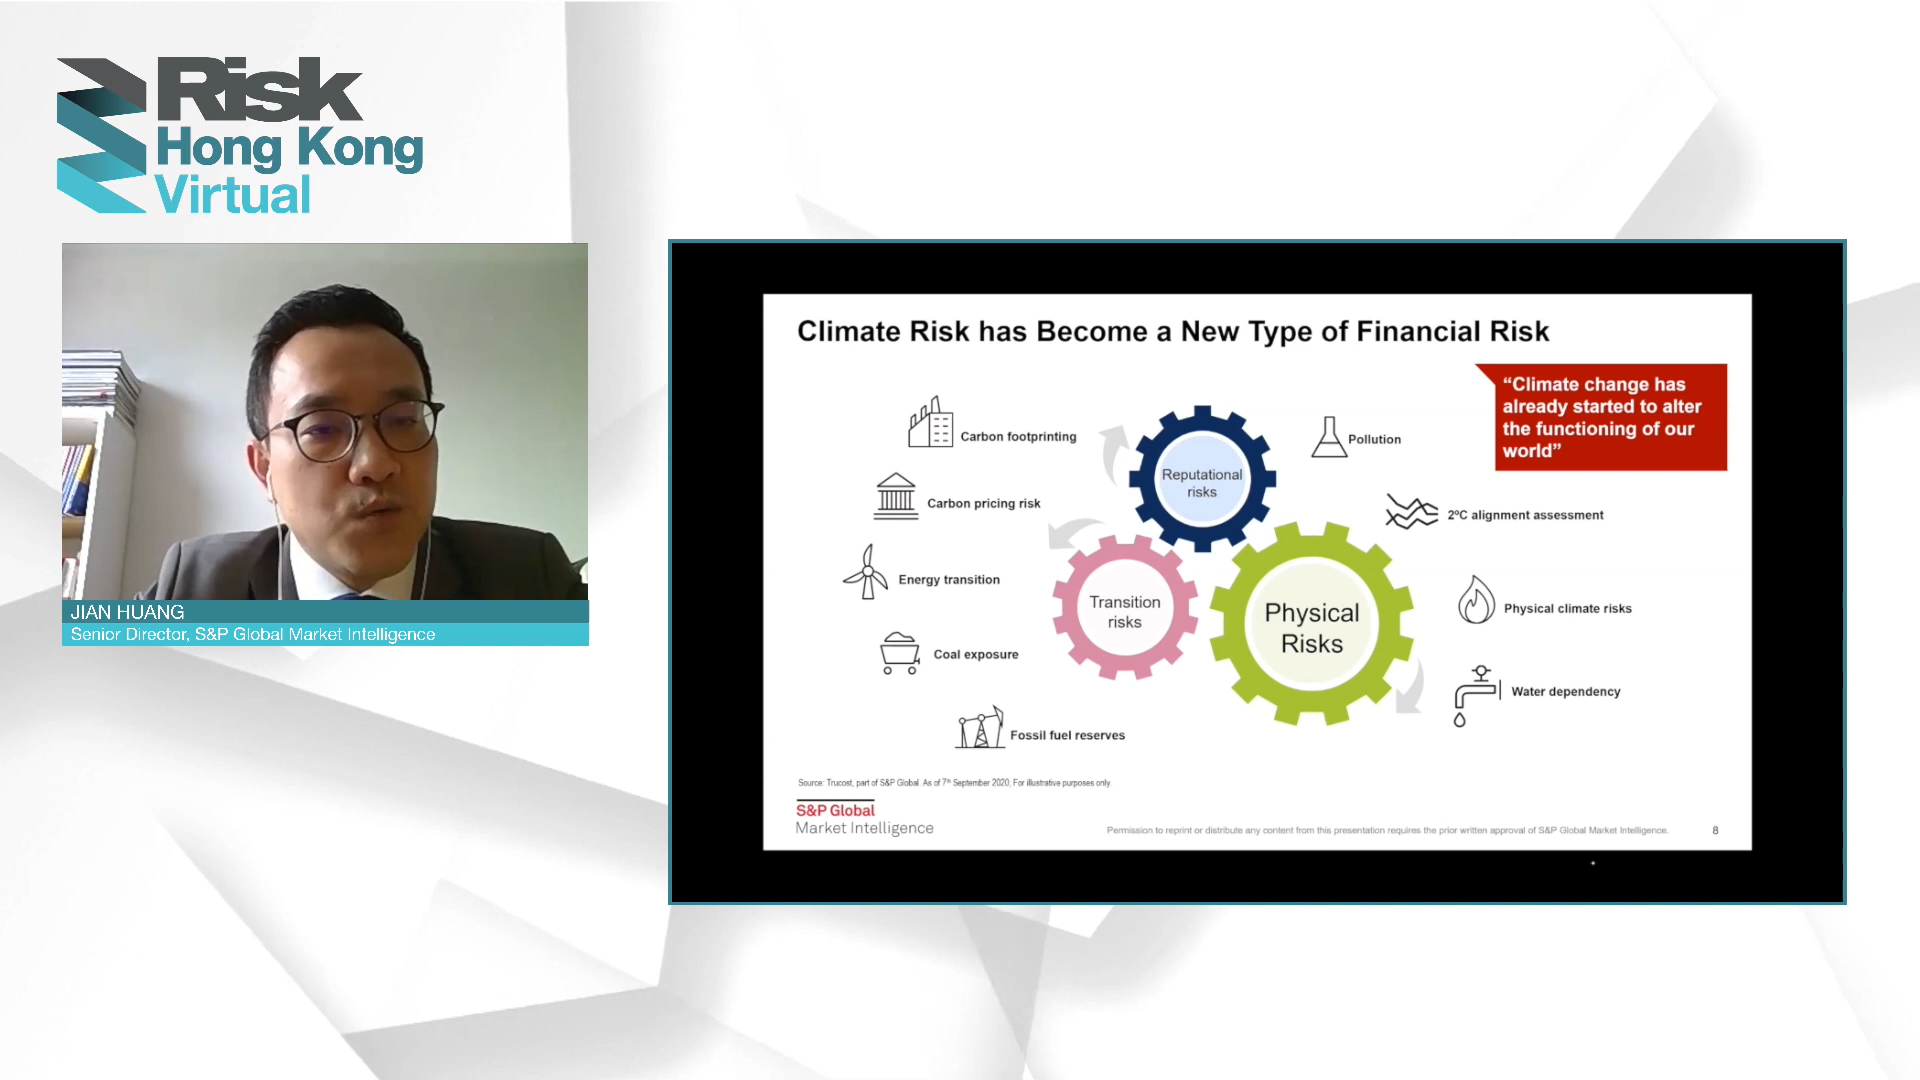 Risk
Hong Kong
Virtual
JIAN HUANG
Senior Director, S&P Global Market Intelligence
Climate Risk has Become a New Type of Financial Risk
“Climate change has
already started to alter
the functioning of our
world”
Carbon footprinting
Carbon pricing risk
Energy transition
Coal exposure
Fossil fuel reserves
Reputational
risks
Transition
risks
Physical
Risks
Pollution
2ºC alignment assessment
Physical climate risks
Water dependency
Source: Trucost, part of S&P Global. As of 7th September 2020; For illustrative purposes only.
S&P Global
Market Intelligence
Permission to reprint or distribute any content from this presentation requires the prior written approval of S&P Global Market Intelligence.
8